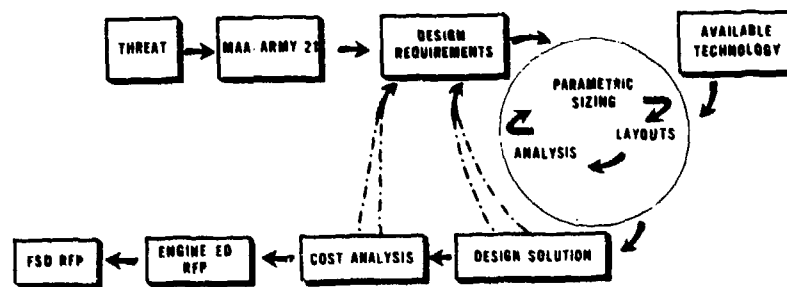 THREAT
MAA-ARMY 21
DESIGN
REQUIREMENTS
AVAILABLE
TECHNOLOGY
PARAMETRIC
SIZING
LAYOUTS
ANALYSIS
FSD RFP
ENGINE ED
RFP
COST ANALYSIS
DESIGN SOLUTION